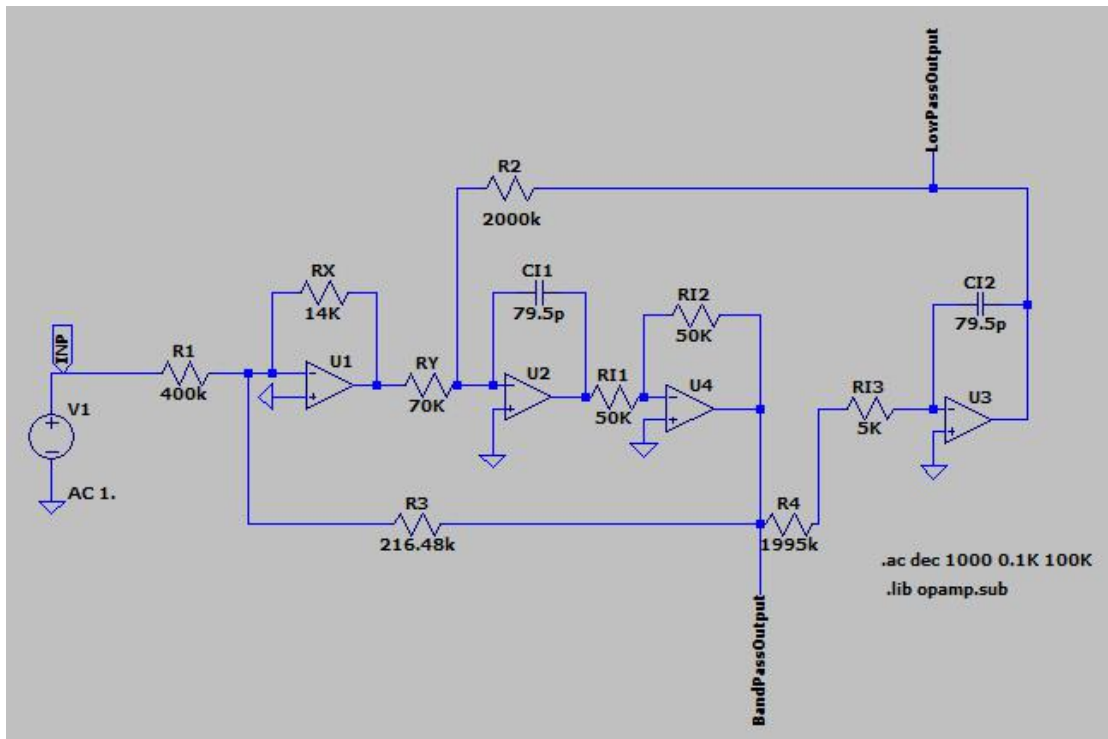 LowPassOutput
R2
2000k
RX
14K
CI1
79.5p
RI2
50K
CI2
79.5p
INP
R1
400k
U1
RY
70K
U2
RI1
50K
U4
RI3
5K
U3
V1
AC 1.
R3
216.48k
R4
1995k
.ac dec 1000 0.1K 100K
.lib opamp.sub
BandPassOutput